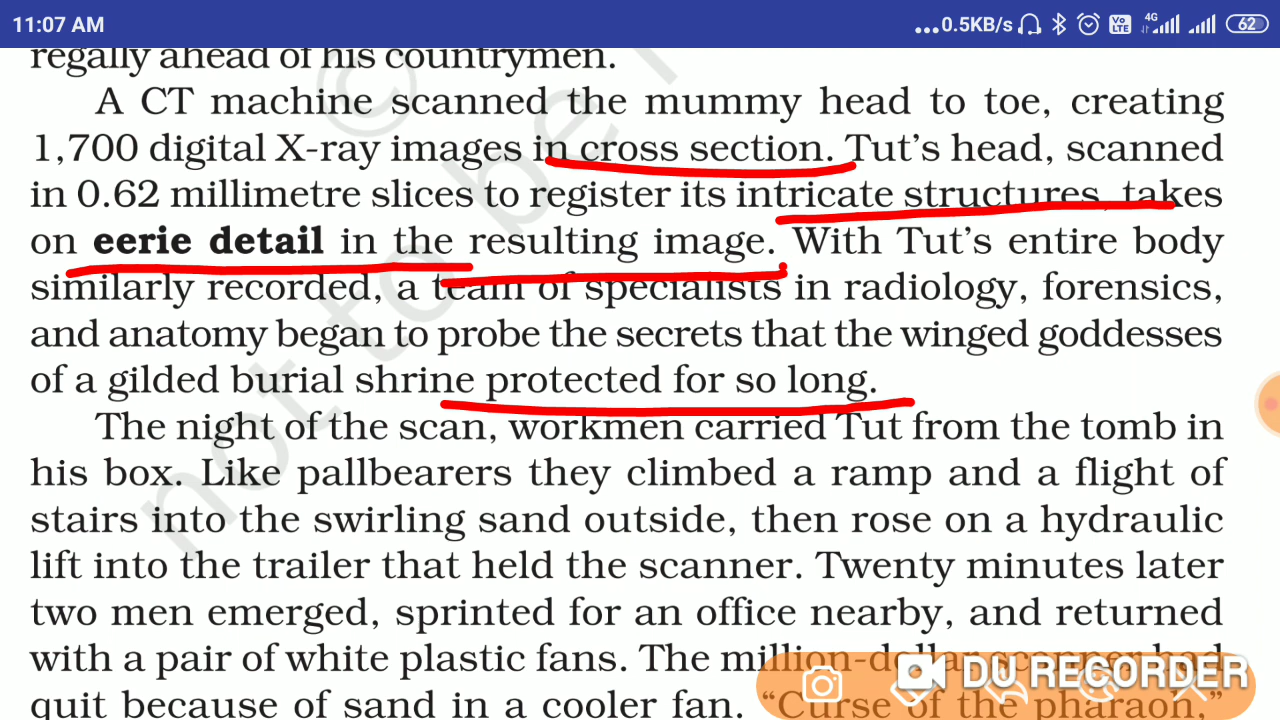 11:07 AM
...0.5KB/s 4G Vo LTE 62
regally ahead of his countrymen.
A CT machine scanned the mummy head to toe, creating
1,700 digital X-ray images in cross section. Tut's head, scanned
in 0.62 millimetre slices to register its intricate structures, takes
on eerie detail in the resulting image. With Tut's entire body
similarly recorded, a team of specialists in radiology, forensics,
and anatomy began to probe the secrets that the winged goddesses
of a gilded burial shrine protected for so long.
The night of the scan, workmen carried Tut from the tomb in
his box. Like pallbearers they climbed a ramp and a flight of
stairs into the swirling sand outside, then rose on a hydraulic
lift into the trailer that held the scanner. Twenty minutes later
two men emerged, sprinted for an office nearby, and returned
with a pair of white plastic fans. The million-dollar scanner had
quit because of sand in a cooler fan. "Curse of the pharaoh,"
DU RECORDER
© not to be